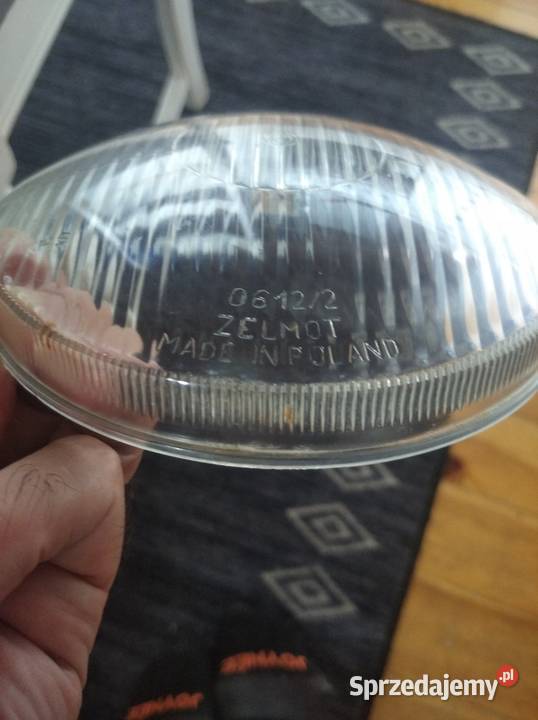 0612/2
ZELMOT
MADE IN POLAND
Sprzedajemy.pl